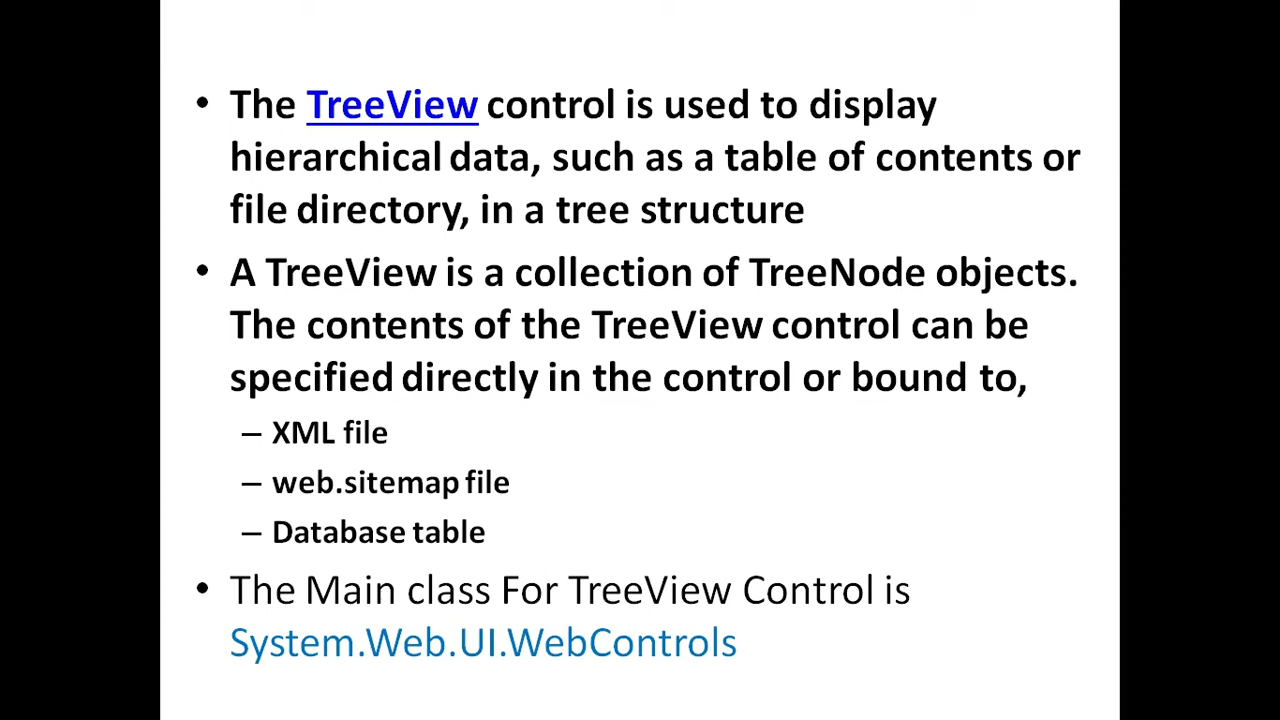 • The TreeView control is used to display
hierarchical data, such as a table of contents or
file directory, in a tree structure
• A TreeView is a collection of TreeNode objects.
The contents of the TreeView control can be
specified directly in the control or bound to,
– XML file
– web.sitemap file
– Database table
• The Main class For TreeView Control is
System.Web.UI.WebControls